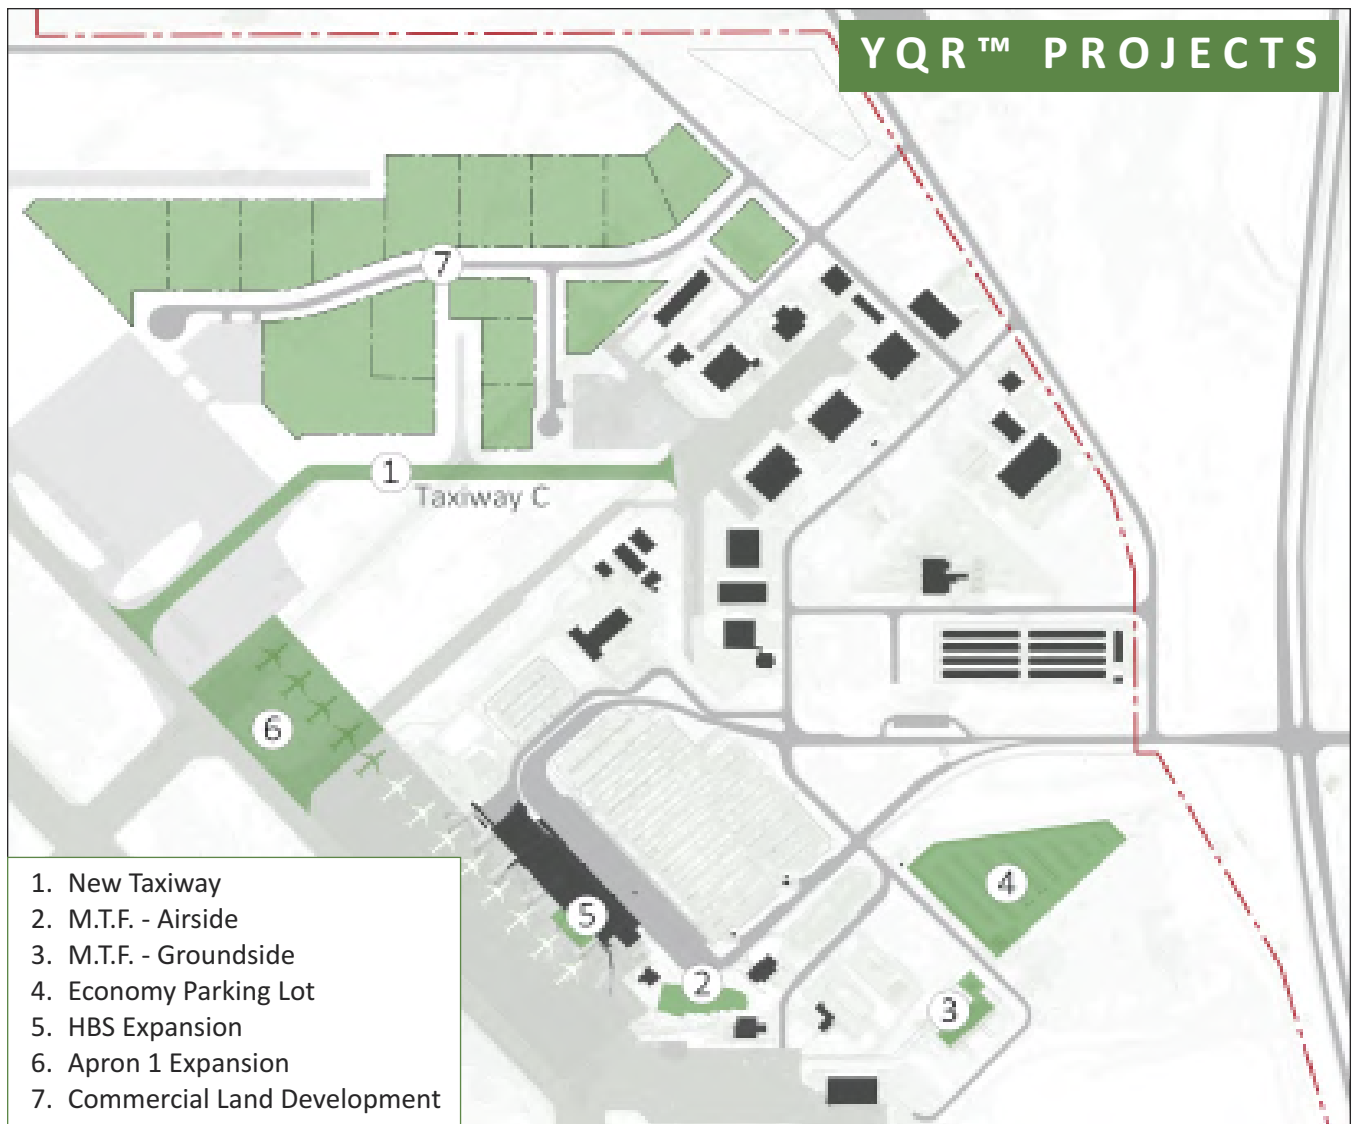 YQR™ PROJECTS
7
1
Taxiway C
6
4
5
2
3
1. New Taxiway
2. M.T.F. - Airside
3. M.T.F. - Groundside
4. Economy Parking Lot
5. HBS Expansion
6. Apron 1 Expansion
7. Commercial Land Development